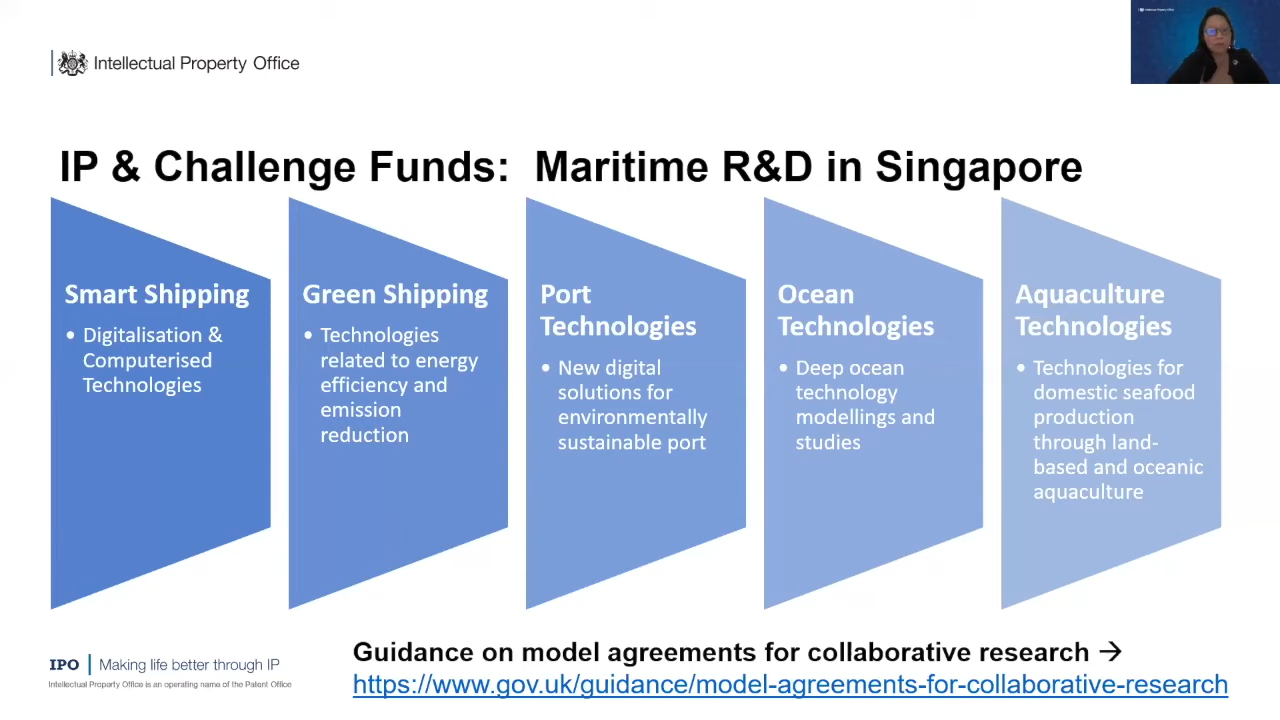 Intellectual Property Office
IP & Challenge Funds:  Maritime R&D in Singapore
Smart Shipping
• Digitalisation &
Computerised
Technologies
Green Shipping
• Technologies
related to energy
efficiency and
emission
reduction
Port
Technologies
• New digital
solutions for
environmentally
sustainable port
Ocean
Technologies
• Deep ocean
technology
modellings and
studies
Aquaculture
Technologies
• Technologies for
domestic seafood
production
through land-
based and oceanic
aquaculture
IPO | Making life better through IP
Intellectual Property Office is an operating name of the Patent Office
Guidance on model agreements for collaborative research →
https://www.gov.uk/guidance/model-agreements-for-collaborative-research